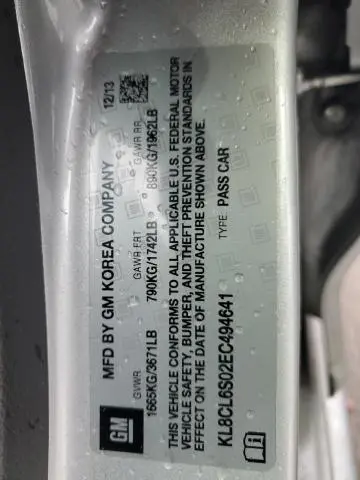 GM
MFD BY GM KOREA COMPANY 12/13
GVWR GAWR FRT GAWR RR
1665KG/3671LB 790KG/1742LB 890KG/1962LB
THIS VEHICLE CONFORMS TO ALL APPLICABLE U.S. FEDERAL MOTOR
VEHICLE SAFETY, BUMPER, AND THEFT PREVENTION STANDARDS IN
EFFECT ON THE DATE OF MANUFACTURE SHOWN ABOVE.
KL8CL6S02EC494641 TYPE PASS CAR